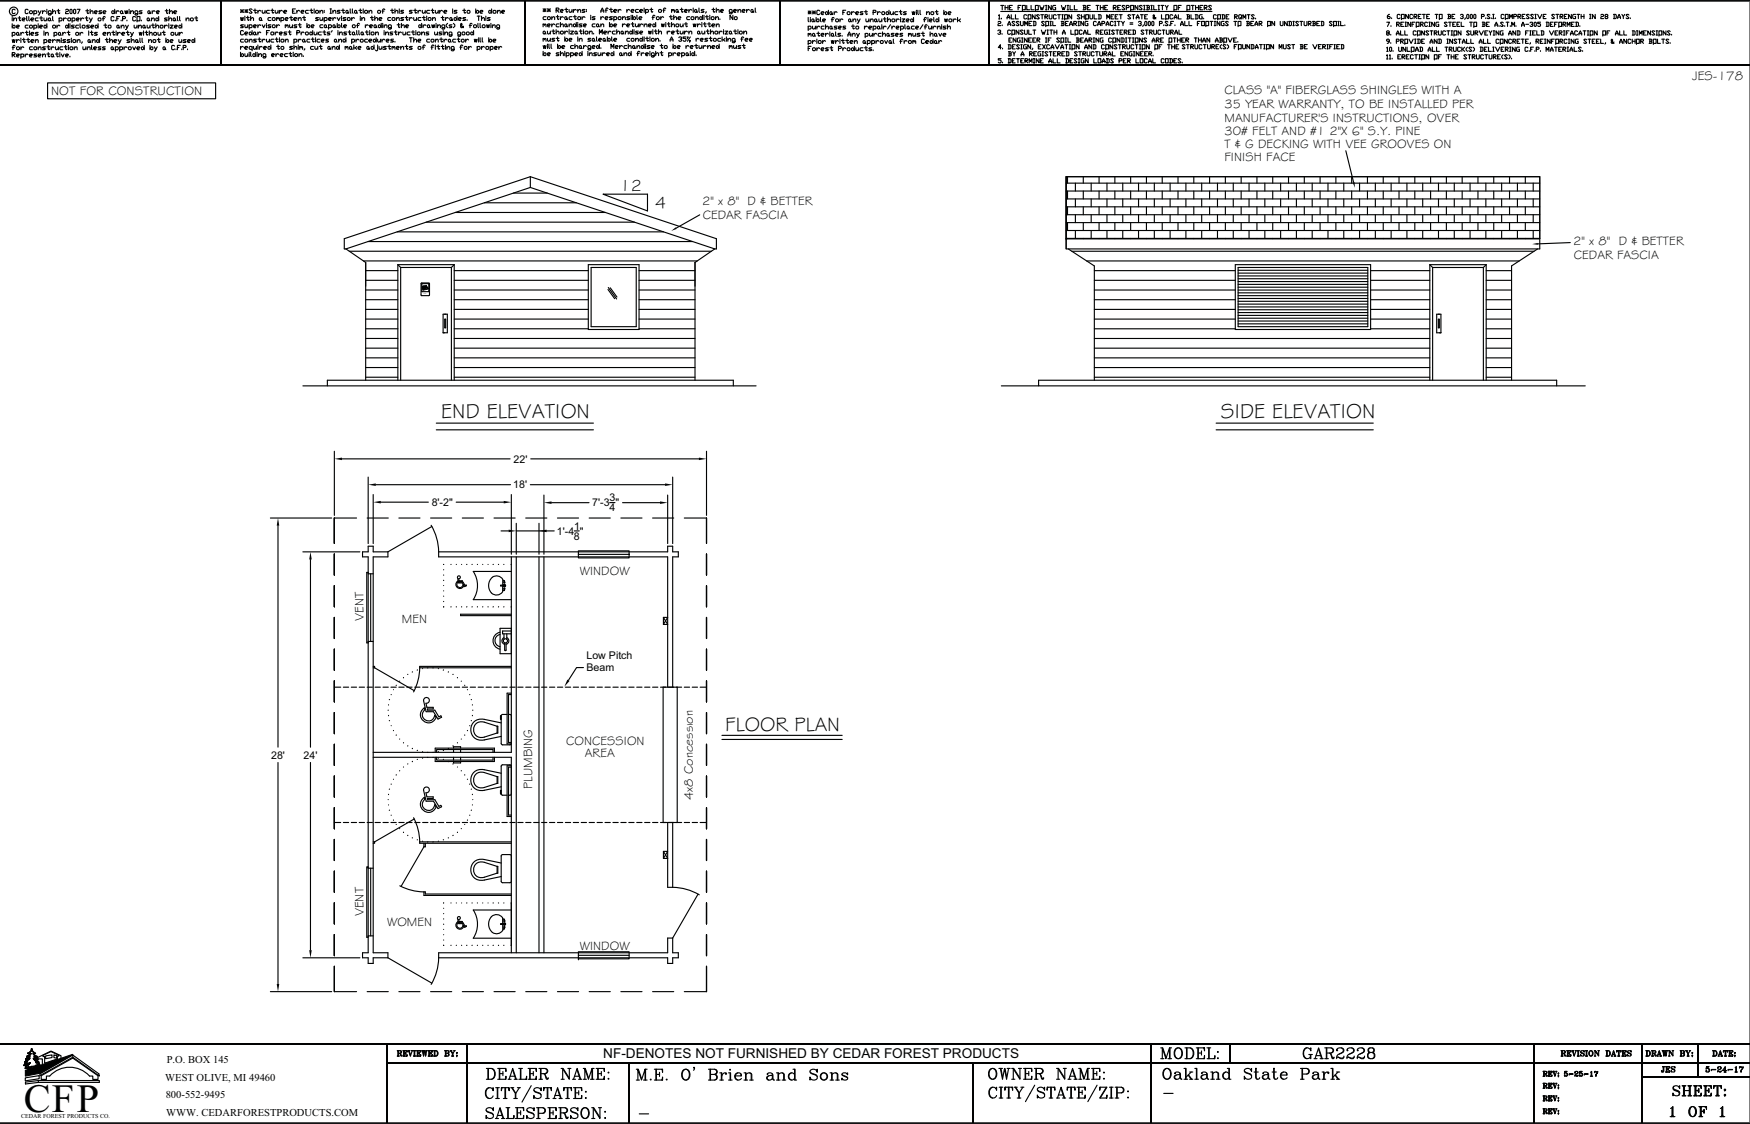 © Copyright 2007 these drawings are the
intellectual property of C.F.P. CO. and shall not
be copied or disclosed to any unauthorized
parties in part or its entirety without our
written permission, and they shall not be used
for construction unless approved by a C.F.P.
Representative.
**Structure Erection: Installation of this structure is to be done
with a competent supervisor in the construction trades. This
supervisor must be capable of reading the drawing(s) & following
Cedar Forest Products' installation instructions using good
construction practices and procedures. The contractor will be
required to shim, cut and make adjustments of fitting for proper
building erection.
** Returns: After receipt of materials, the general
contractor is responsible for the condition. No
merchandise can be returned without written
authorization. Merchandise with return authorization
must be in saleable condition. A 35% restocking fee
will be charged. Merchandise to be returned must
be shipped insured and freight prepaid.
**Cedar Forest Products will not be
liable for any unauthorized field work
purchases to repair/replace/furnish
materials. Any purchases must have
prior written approval from Cedar
Forest Products.
THE FOLLOWING WILL BE THE RESPONSIBILITY OF OTHERS
1. ALL CONSTRUCTION SHOULD MEET STATE & LOCAL BLDG. CODE RQMTS.
2. ASSUMED SOIL BEARING CAPACITY = 3,000 P.S.F. ALL FOOTINGS TO BEAR ON UNDISTURBED SOIL.
3. CONSULT WITH A LOCAL REGISTERED STRUCTURAL
ENGINEER IF SOIL BEARING CONDITIONS ARE OTHER THAN ABOVE.
4. DESIGN, EXCAVATION AND CONSTRUCTION OF THE STRUCTURE(S) FOUNDATION MUST BE VERIFIED
BY A REGISTERED STRUCTURAL ENGINEER.
5. DETERMINE ALL DESIGN LOADS PER LOCAL CODES.
6. CONCRETE TO BE 3,000 P.S.I. COMPRESSIVE STRENGTH IN 28 DAYS.
7. REINFORCING STEEL TO BE A.S.T.M. A-305 DEFORMED.
8. ALL CONSTRUCTION SURVEYING AND FIELD VERIFACATION OF ALL DIMENSIONS.
9. PROVIDE AND INSTALL ALL CONCRETE, REINFORCING STEEL, & ANCHOR BOLTS.
10. UNLOAD ALL TRUCK(S) DELIVERING C.F.P. MATERIALS.
11. ERECTION OF THE STRUCTURE(S).
JES-178
NOT FOR CONSTRUCTION
CLASS "A" FIBERGLASS SHINGLES WITH A
35 YEAR WARRANTY, TO BE INSTALLED PER
MANUFACTURER'S INSTRUCTIONS, OVER
30# FELT AND #1 2"X 6" S.Y. PINE
T & G DECKING WITH VEE GROOVES ON
FINISH FACE
12
4
2" x 8" D & BETTER
CEDAR FASCIA
2" x 8" D & BETTER
CEDAR FASCIA
END ELEVATION
SIDE ELEVATION
22'
18'
8'-2"
7'-3 3/4"
1'-4 1/8"
WINDOW
VENT
MEN
Low Pitch
Beam
28'
24'
PLUMBING
CONCESSION
AREA
4x8 Concession
FLOOR PLAN
VENT
WOMEN
WINDOW
CFP
CEDAR FOREST PRODUCTS CO.
P.O. BOX 145
WEST OLIVE, MI 49460
800-552-9495
WWW. CEDARFORESTPRODUCTS.COM
REVIEWED BY:
NF-DENOTES NOT FURNISHED BY CEDAR FOREST PRODUCTS
MODEL: GAR2228
DEALER NAME: M.E. O' Brien and Sons
CITY/STATE:
SALESPERSON: –
OWNER NAME: Oakland State Park
CITY/STATE/ZIP: –
REVISION DATES
REV: 5-25-17
REV:
REV:
REV:
DRAWN BY:
JES
DATE:
5-24-17
SHEET:
1 OF 1